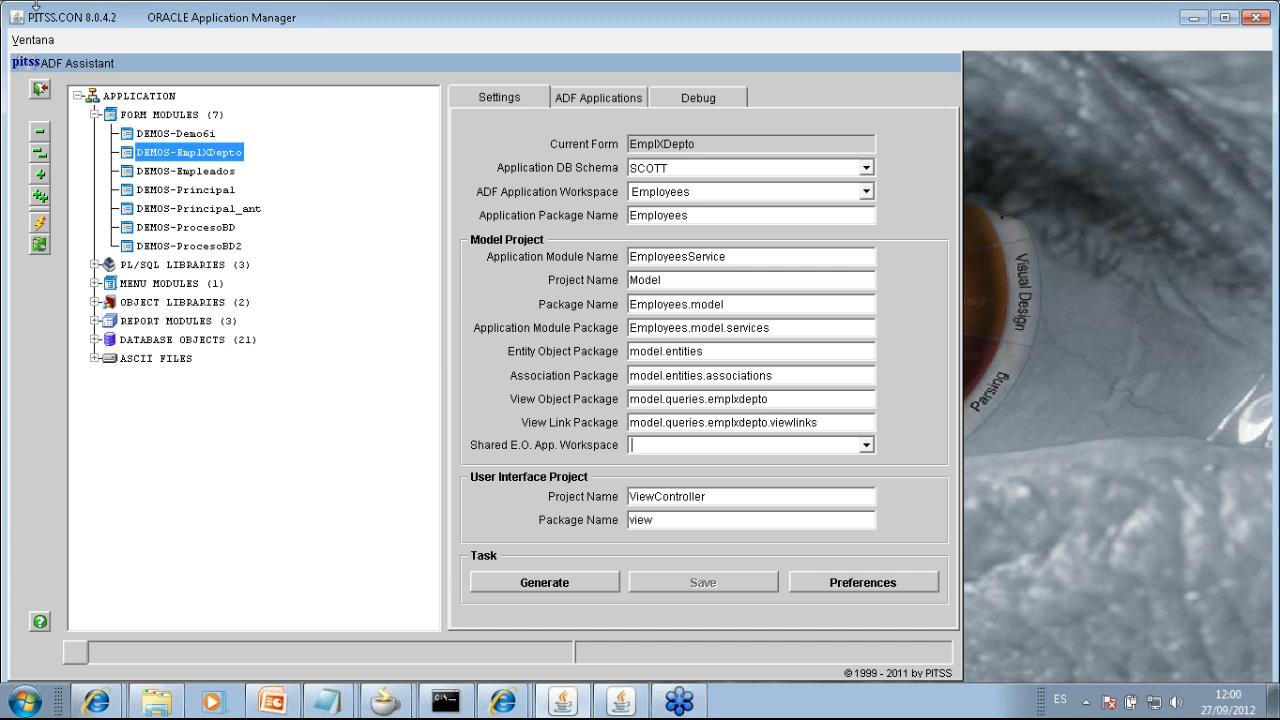 PITSS.CON 8.0.4.2 ORACLE Application Manager
Ventana
pitss ADF Assistant
APPLICATION
FORM MODULES (7)
DEMOS-Demo6i
DEMOS-EmplXDepto
DEMOS-Empleados
DEMOS-Principal
DEMOS-Principal_ant
DEMOS-ProcesoBD
DEMOS-ProcesoBD2
PL/SQL LIBRARIES (3)
MENU MODULES (1)
OBJECT LIBRARIES (2)
REPORT MODULES (3)
DATABASE OBJECTS (21)
ASCII FILES
Settings ADF Applications Debug
Current Form EmplXDepto
Application DB Schema SCOTT
ADF Application Workspace Employees
Application Package Name Employees
Model Project
Application Module Name EmployeesService
Project Name Model
Package Name Employees.model
Application Module Package Employees.model.services
Entity Object Package model.entities
Association Package model.entities.associations
View Object Package model.queries.emplxdepto
View Link Package model.queries.emplxdepto.viewlinks
Shared E.O. App. Workspace
User Interface Project
Project Name ViewController
Package Name view
Task
Generate Save Preferences
© 1999 - 2011 by PITSS
Visual Design
Parsing
ES
12:00
27/09/2012